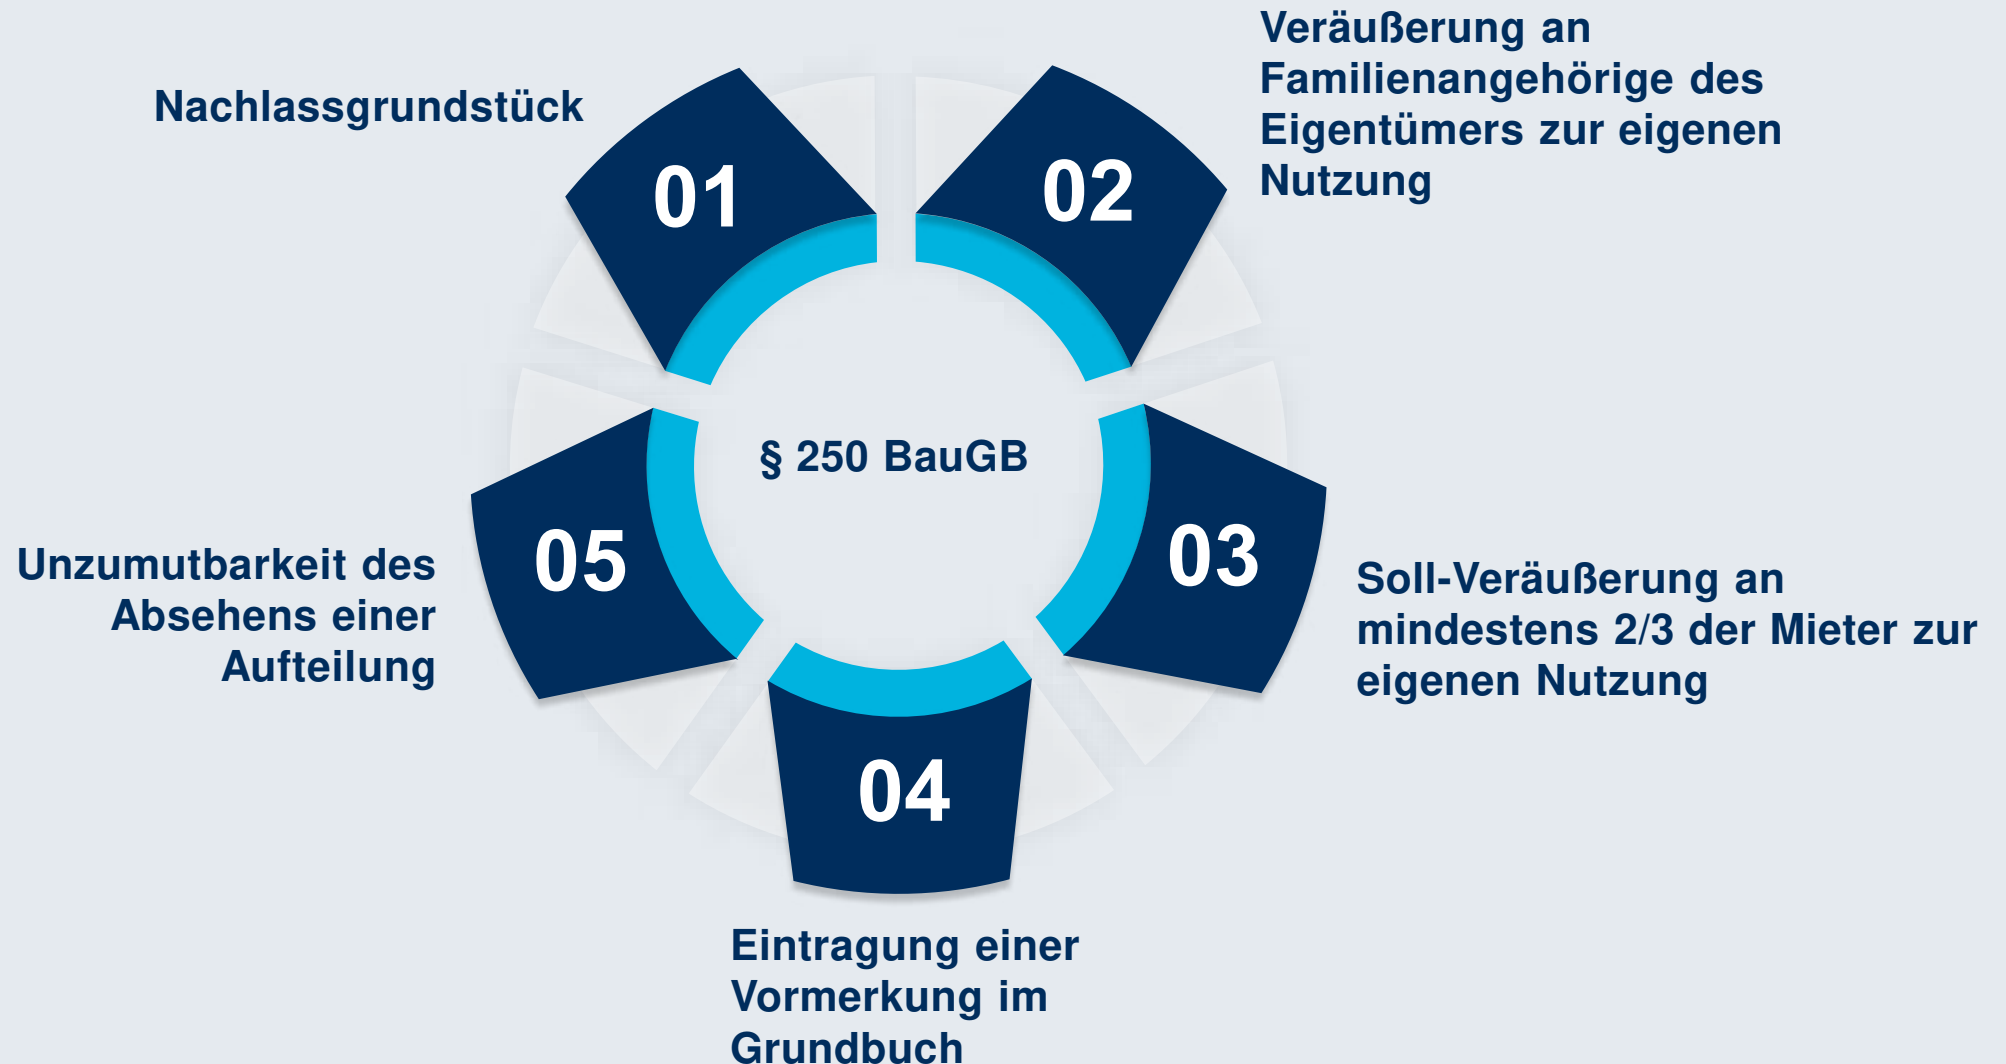 Nachlassgrundstück
01
Veräußerung an
Familienangehörige des
Eigentümers zur eigenen
Nutzung
02
§ 250 BauGB
03
Soll-Veräußerung an
mindestens 2/3 der Mieter zur
eigenen Nutzung
04
Eintragung einer
Vormerkung im
Grundbuch
05
Unzumutbarkeit des
Absehens einer
Aufteilung